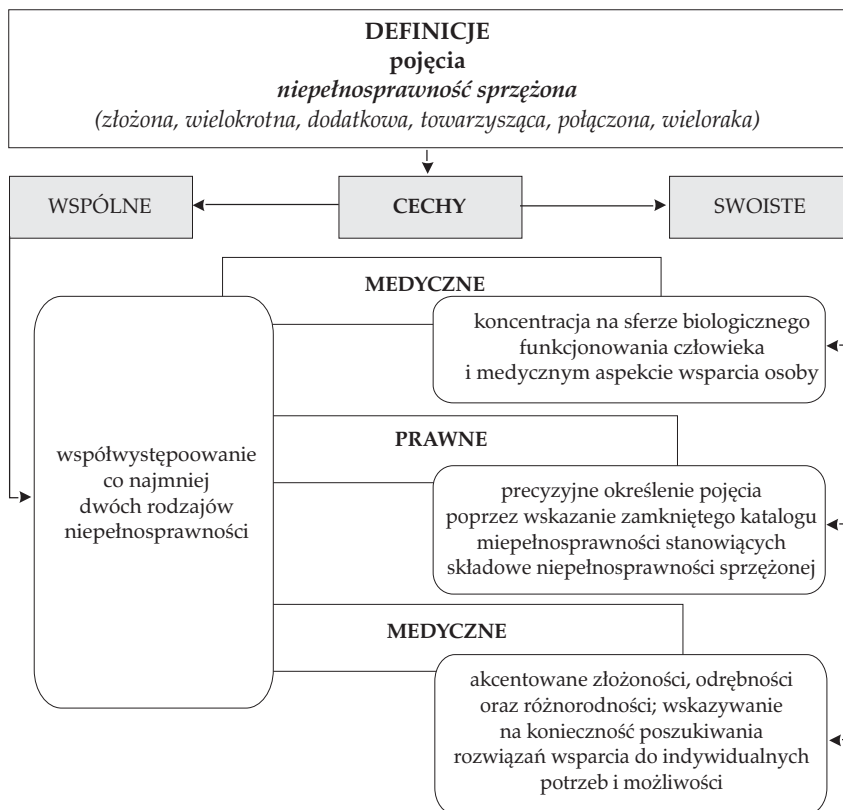 DEFINICJE
pojęcia
niepełnosprawność sprzężona
(złożona, wielokrotna, dodatkowa, towarzysząca, połączona, wieloraka)
WSPÓLNE
CECHY
SWOISTE
współwystępoowanie
co najmniej
dwóch rodzajów
niepełnosprawności
MEDYCZNE
koncentracja na sferze biologicznego
funkcjonowania człowieka
i medycznym aspekcie wsparcia osoby
PRAWNE
precyzyjne określenie pojęcia
poprzez wskazanie zamkniętego katalogu
miepełnosprawności stanowiących
składowe niepełnosprawności sprzężonej
MEDYCZNE
akcentowane złożoności, odrębności
oraz różnorodności; wskazywanie
na konieczność poszukiwania
rozwiązań wsparcia do indywidualnych
potrzeb i możliwości